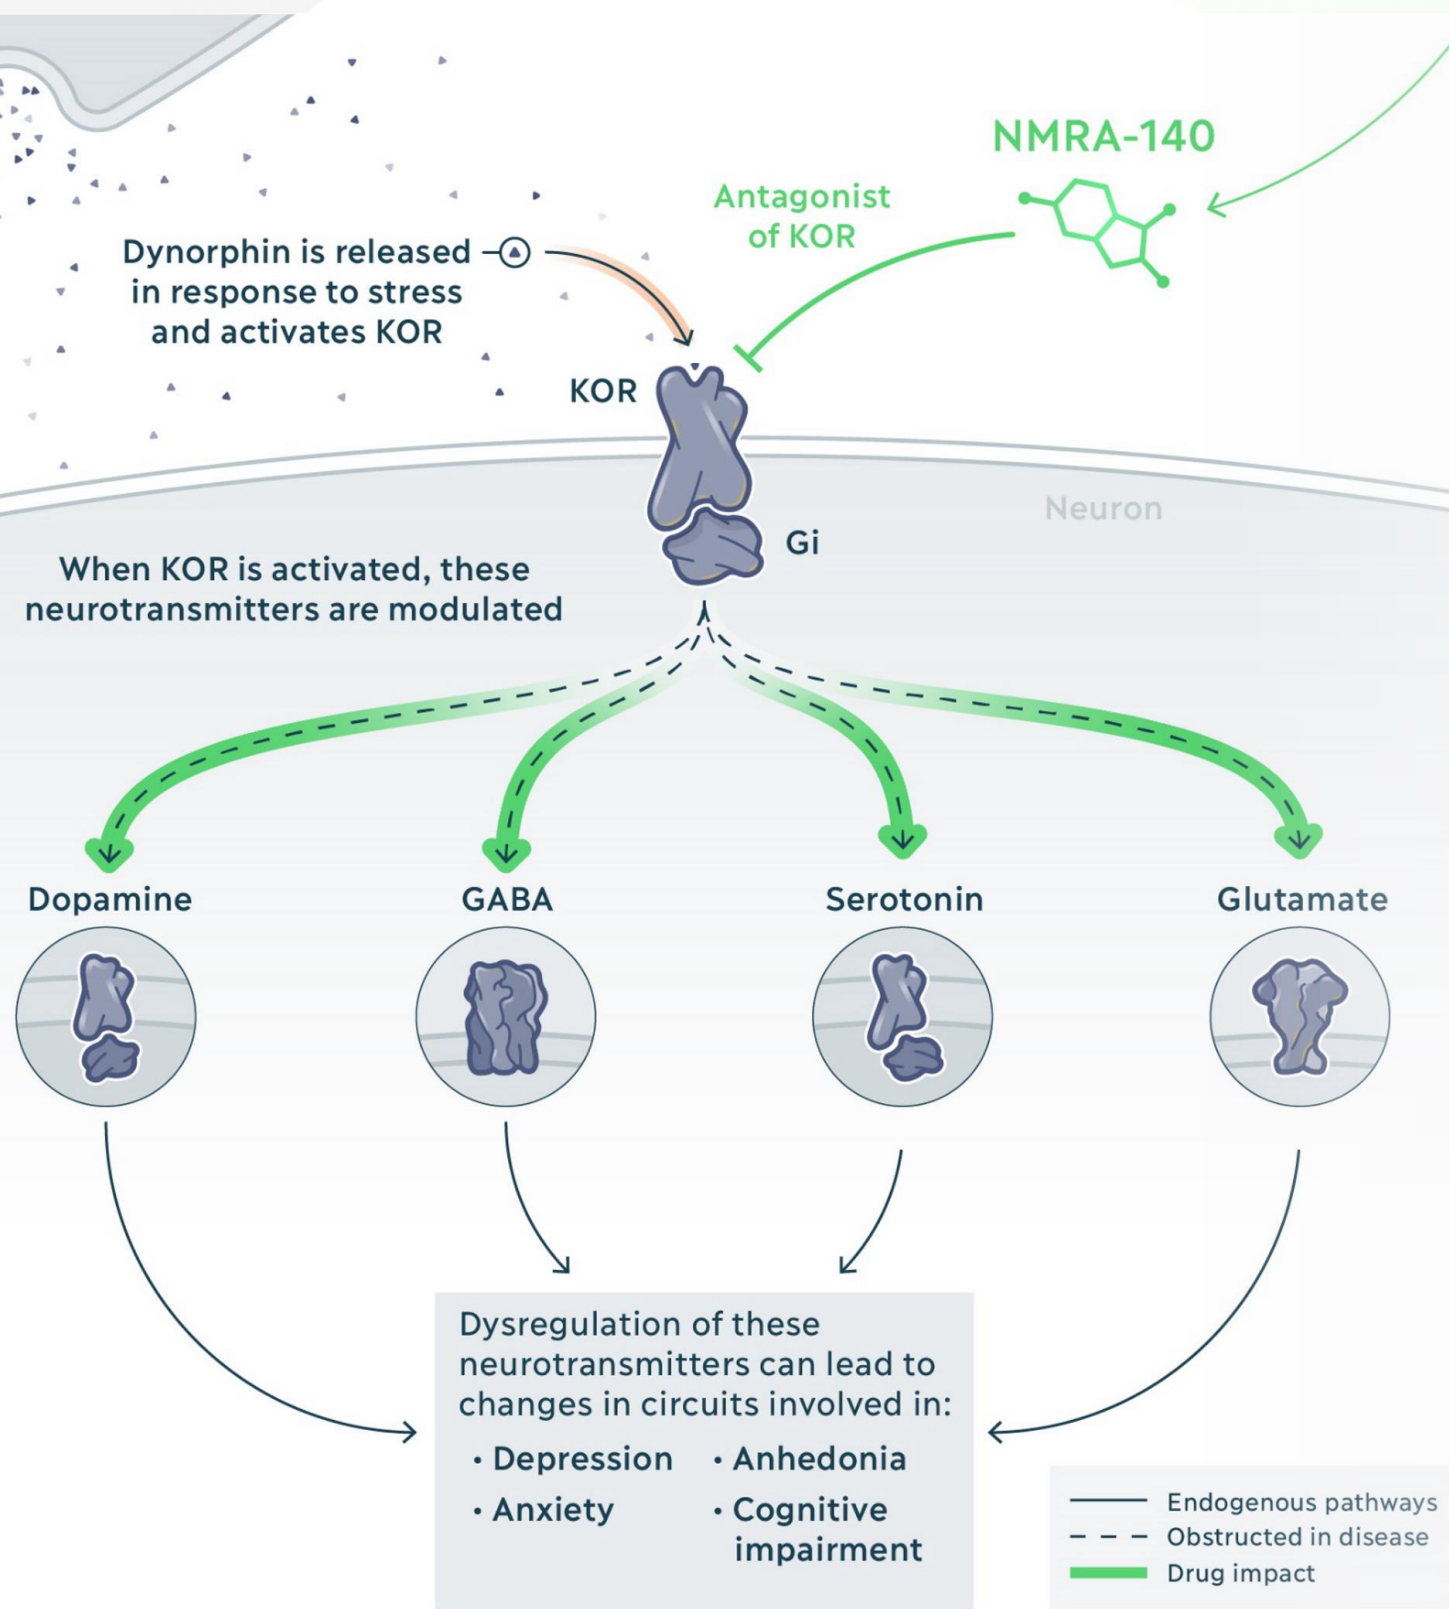 NMRA-140
Antagonist
of KOR
Dynorphin is released
in response to stress
and activates KOR
KOR
Neuron
Gi
When KOR is activated, these
neurotransmitters are modulated
Dopamine
GABA
Serotonin
Glutamate
Dysregulation of these
neurotransmitters can lead to
changes in circuits involved in:
• Depression
• Anxiety
• Anhedonia
• Cognitive
impairment
Endogenous pathways
Obstructed in disease
Drug impact